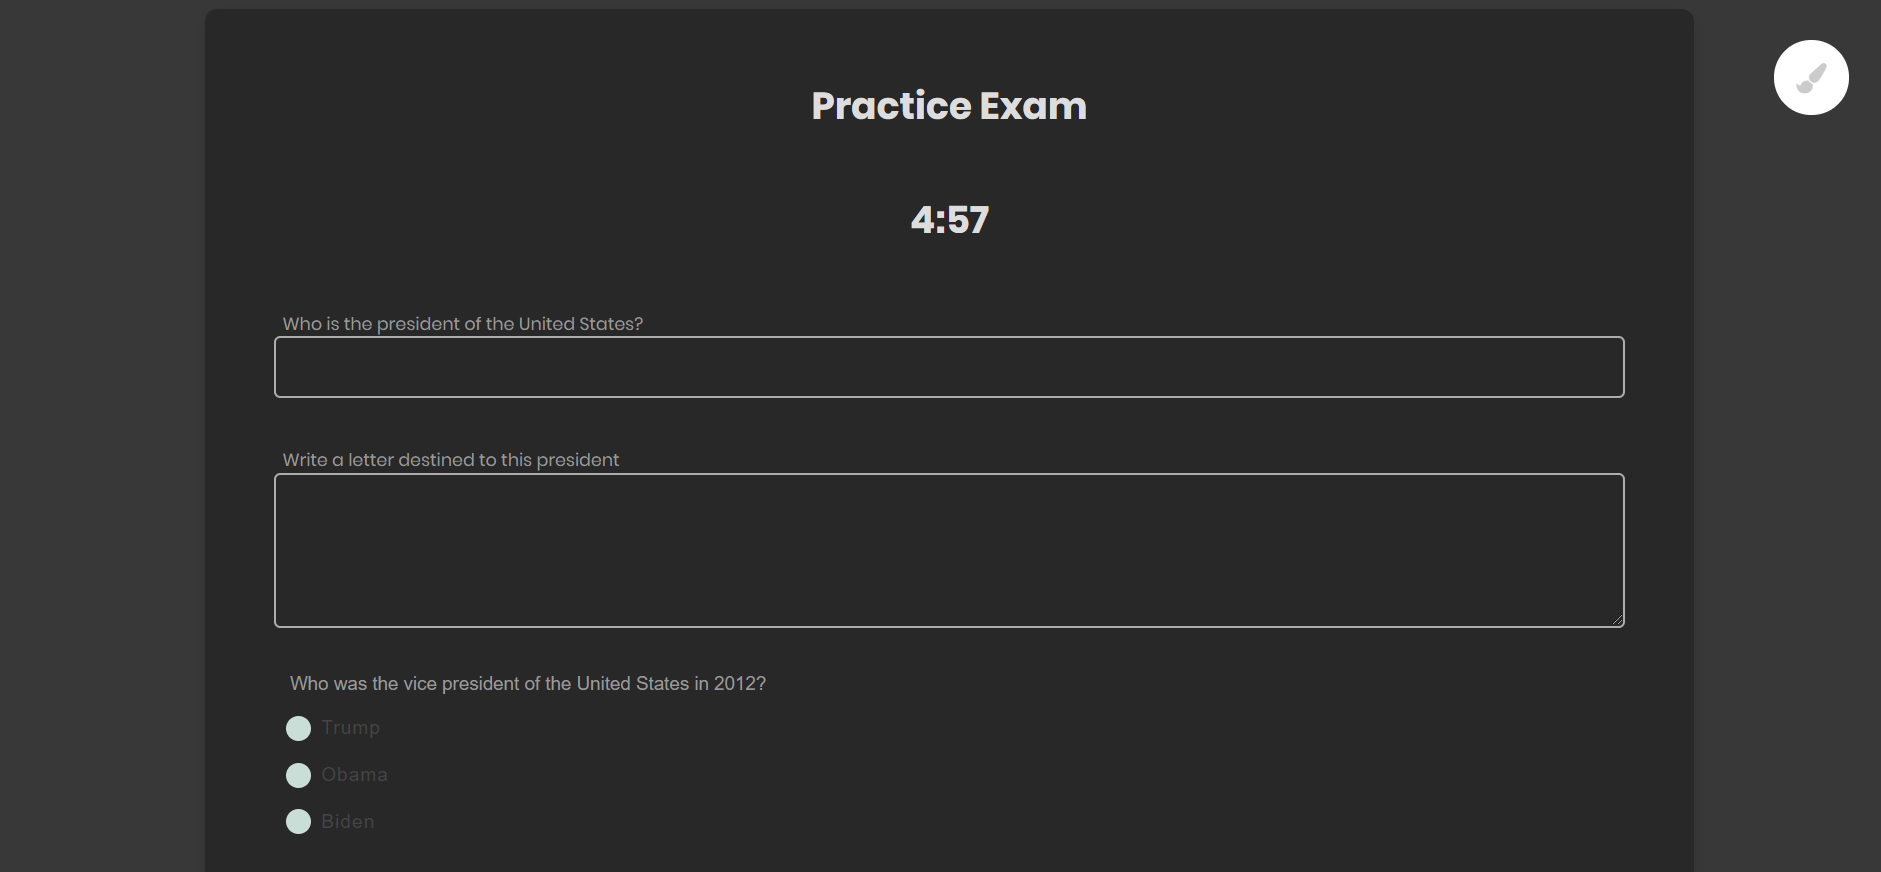 Practice Exam
4:57
Who is the president of the United States?
Write a letter destined to this president
Who was the vice president of the United States in 2012?
Trump
Obama
Biden